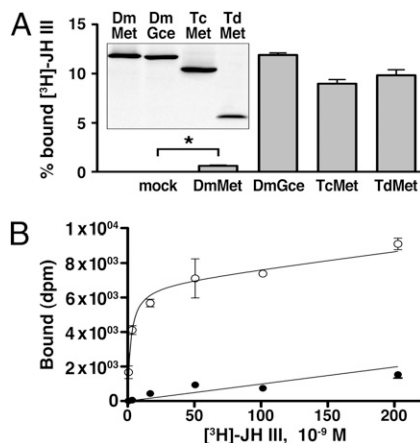 A
Dm Dm Tc Td
Met Gce Met Met
% bound [³H]-JH III
15
10
5
0
*
mock DmMet DmGce TcMet TdMet
B
Bound (dpm)
1 x 10⁰⁴
8 x 10⁰³
6 x 10⁰³
4 x 10⁰³
2 x 10⁰³
0
0 50 100 150 200
[³H]-JH III, 10⁻⁹ M